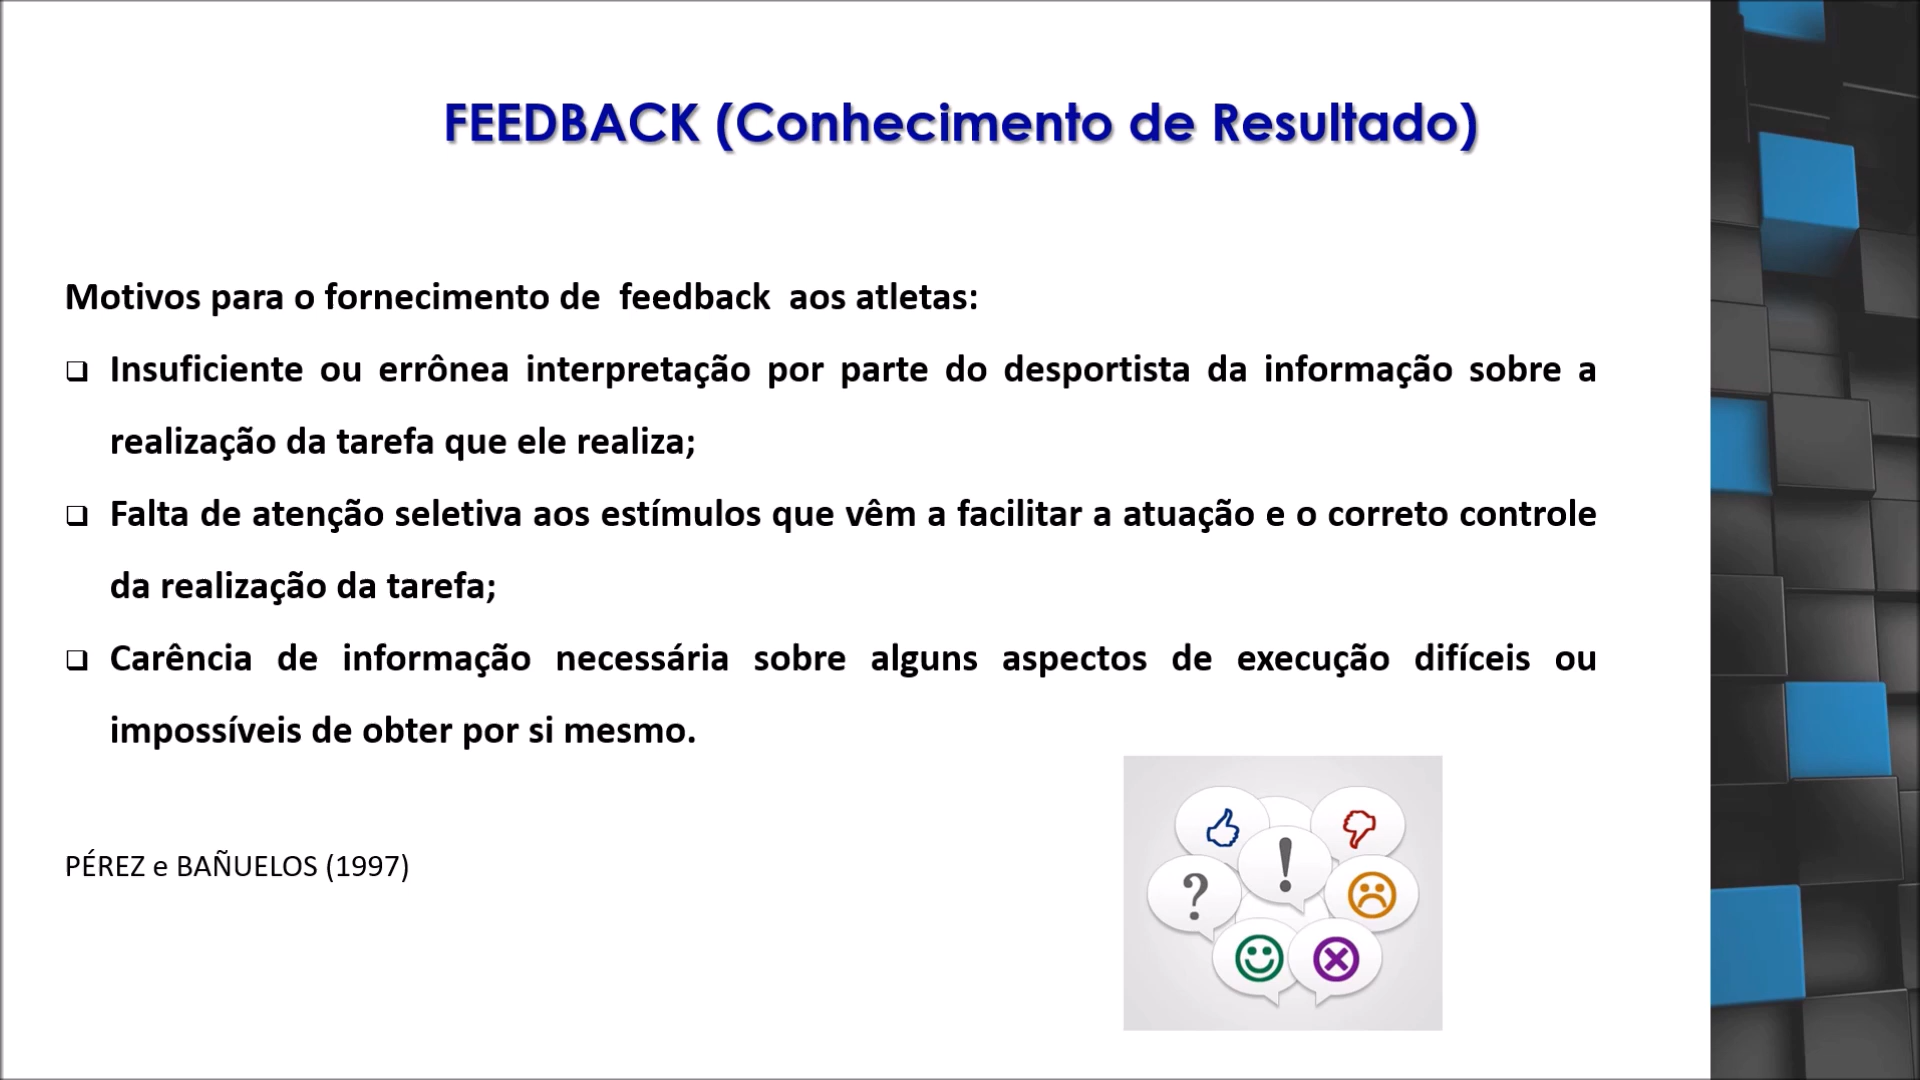 FEEDBACK (Conhecimento de Resultado)
Motivos para o fornecimento de feedback aos atletas:
Insuficiente ou errônea interpretação por parte do desportista da informação sobre a
realização da tarefa que ele realiza;
Falta de atenção seletiva aos estímulos que vêm a facilitar a atuação e o correto controle
da realização da tarefa;
Carência de informação necessária sobre alguns aspectos de execução difíceis ou
impossíveis de obter por si mesmo.
PÉREZ e BAÑUELOS (1997)
!
?